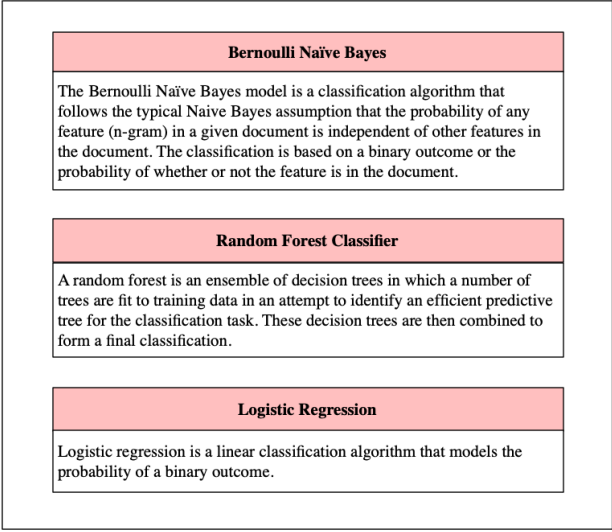 Bernoulli Naïve Bayes
The Bernoulli Naïve Bayes model is a classification algorithm that
follows the typical Naive Bayes assumption that the probability of any
feature (n-gram) in a given document is independent of other features in
the document. The classification is based on a binary outcome or the
probability of whether or not the feature is in the document.
Random Forest Classifier
A random forest is an ensemble of decision trees in which a number of
trees are fit to training data in an attempt to identify an efficient predictive
tree for the classification task. These decision trees are then combined to
form a final classification.
Logistic Regression
Logistic regression is a linear classification algorithm that models the
probability of a binary outcome.